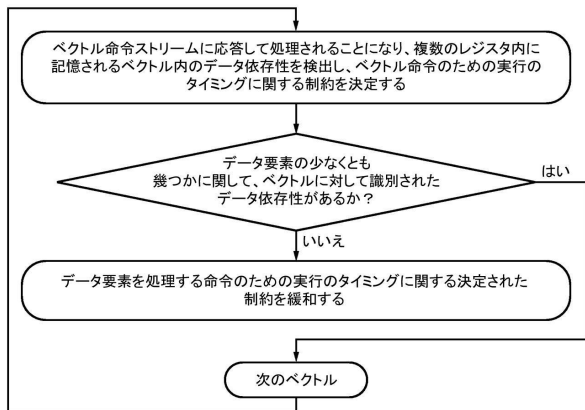 ベクトル命令ストリームに応答して処理されることになり、複数のレジスタ内に
記憶されるベクトル内のデータ依存性を検出し、ベクトル命令のための実行の
タイミングに関する制約を決定する
データ要素の少なくとも
幾つかに関して、ベクトルに対して識別された
データ依存性があるか？
はい
いいえ
データ要素を処理する命令のための実行のタイミングに関する決定された
制約を緩和する
次のベクトル